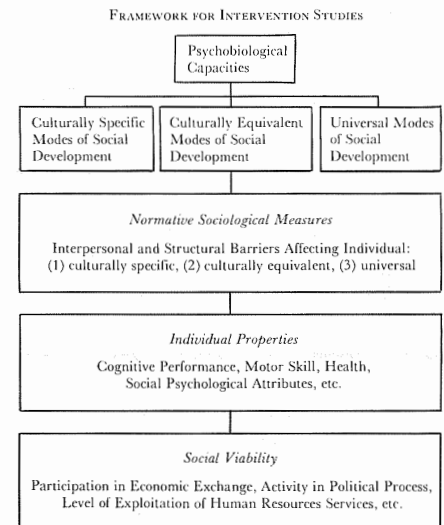 FRAMEWORK FOR INTERVENTION STUDIES
Psychobiological
Capacities
Culturally Specific
Modes of Social
Development
Culturally Equivalent
Modes of Social
Development
Universal Modes
of Social
Development
Normative Sociological Measures
Interpersonal and Structural Barriers Affecting Individual:
(1) culturally specific, (2) culturally equivalent, (3) universal
Individual Properties
Cognitive Performance, Motor Skill, Health,
Social Psychological Attributes, etc.
Social Viability
Participation in Economic Exchange, Activity in Political Process,
Level of Exploitation of Human Resources Services, etc.